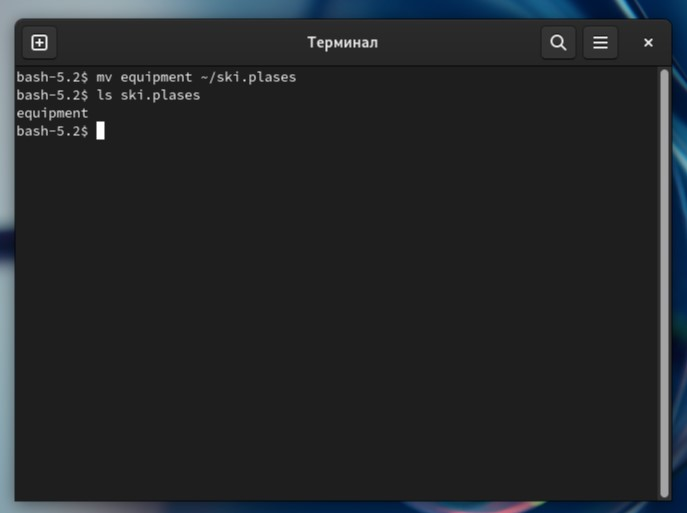 Терминал
bash-5.2$ mv equipment ~/ski.plases
bash-5.2$ ls ski.plases
equipment
bash-5.2$